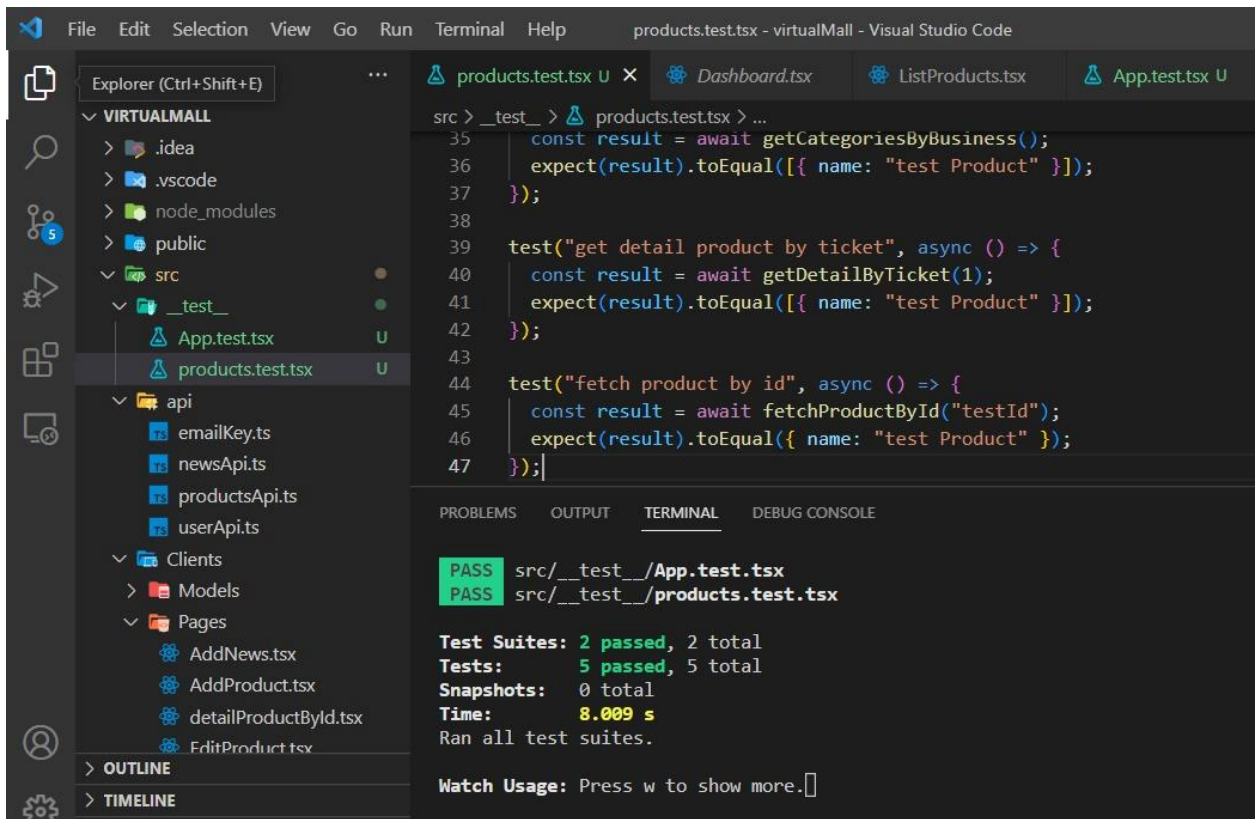 File Edit Selection View Go Run Terminal Help products.test.tsx - virtualMall - Visual Studio Code
Explorer (Ctrl+Shift+E) ...
products.test.tsx U Dashboard.tsx ListProducts.tsx App.test.tsx U
src > __test__ > products.test.tsx > ...
VIRTUALMALL
.idea
.vscode
node_modules
public
src
__test__
App.test.tsx U
products.test.tsx U
api
emailKey.ts
newsApi.ts
productsApi.ts
userApi.ts
Clients
Models
Pages
AddNews.tsx
AddProduct.tsx
detailProductById.tsx
EditProduct.tsx
OUTLINE
TIMELINE
5
35 const result = await getCategoriesByBusiness();
36 expect(result).toEqual([{ name: "test Product" }]);
37 });
38
39 test("get detail product by ticket", async () => {
40 const result = await getDetailByTicket(1);
41 expect(result).toEqual([{ name: "test Product" }]);
42 });
43
44 test("fetch product by id", async () => {
45 const result = await fetchProductById("testId");
46 expect(result).toEqual({ name: "test Product" });
47 });
PROBLEMS OUTPUT TERMINAL DEBUG CONSOLE
PASS src/__test__/App.test.tsx
PASS src/__test__/products.test.tsx
Test Suites: 2 passed, 2 total
Tests: 5 passed, 5 total
Snapshots: 0 total
Time: 8.009 s
Ran all test suites.
Watch Usage: Press w to show more.